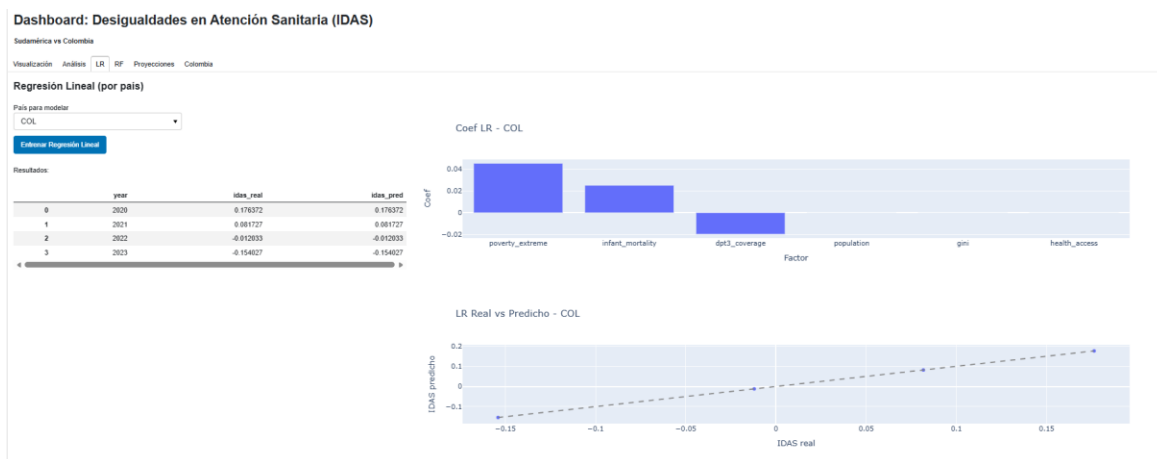 Dashboard: Desigualdades en Atención Sanitaria (IDAS)
Sudamérica vs Colombia
Visualización Análisis LR RF Proyecciones Colombia
Regresión Lineal (por país)
País para modelar
COL
Entrenar Regresión Lineal
Resultados:
year idas_real idas_pred
0 2020 0.176372 0.176372
1 2021 0.081727 0.081727
2 2022 -0.012033 -0.012033
3 2023 -0.154027 -0.154027
Coef LR - COL
Coef
0.04
0.02
0
−0.02
poverty_extreme infant_mortality dpt3_coverage population gini health_access
Factor
LR Real vs Predicho - COL
IDAS predicho
0.2
0.1
0
−0.1
−0.15 −0.1 −0.05 0 0.05 0.1 0.15
IDAS real